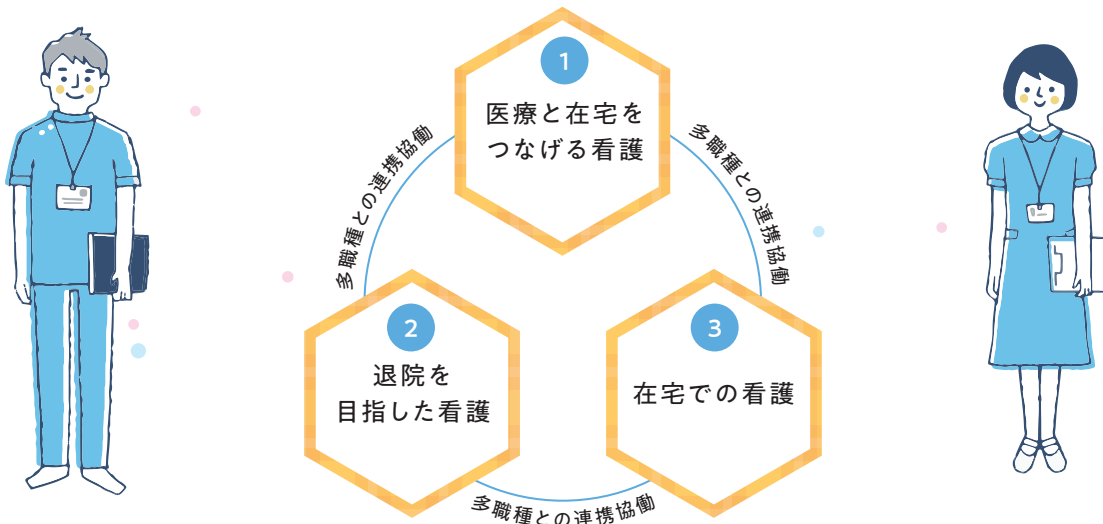 1
医療と在宅を
つなげる看護
多職種との連携協働
多職種との連携協働
2
退院を
目指した看護
3
在宅での看護
多職種との連携協働